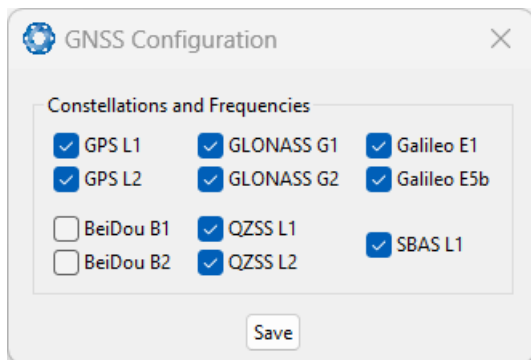 GNSS Configuration
Constellations and Frequencies
GPS L1 GLONASS G1 Galileo E1
GPS L2 GLONASS G2 Galileo E5b
BeiDou B1 QZSS L1
SBAS L1
BeiDou B2 QZSS L2
Save